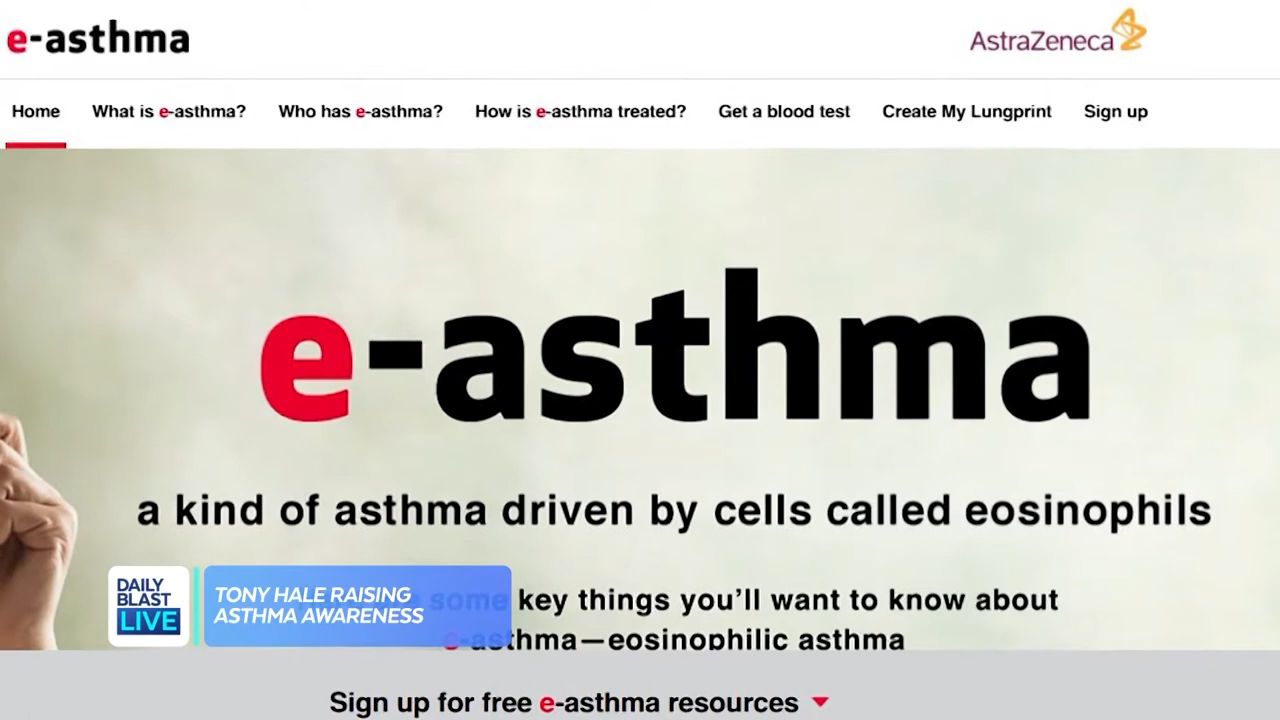 e-asthma
AstraZeneca
Home What is e-asthma? Who has e-asthma? How is e-asthma treated? Get a blood test Create My Lungprint Sign up
e-asthma
a kind of asthma driven by cells called eosinophils
some key things you'll want to know about
e-asthma—eosinophilic asthma
DAILY
BLAST
LIVE
TONY HALE RAISING
ASTHMA AWARENESS
Sign up for free e-asthma resources